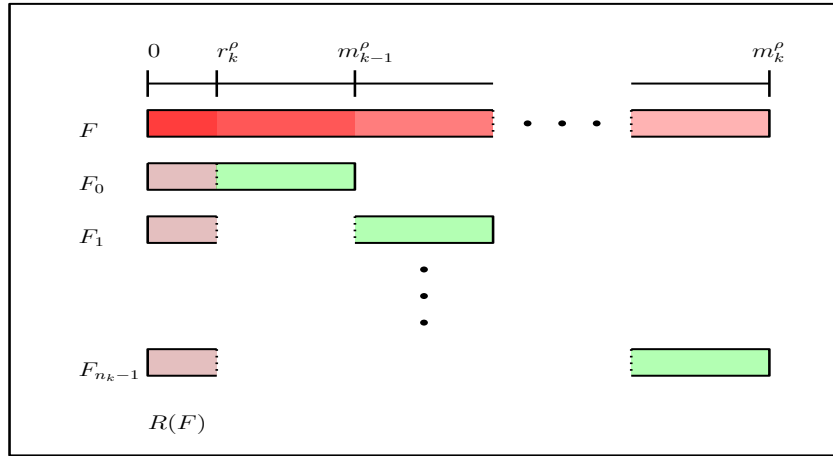 0 r_k^ρ m_{k-1}^ρ m_k^ρ
F
F_0
F_1
F_{n_k-1}
R(F)